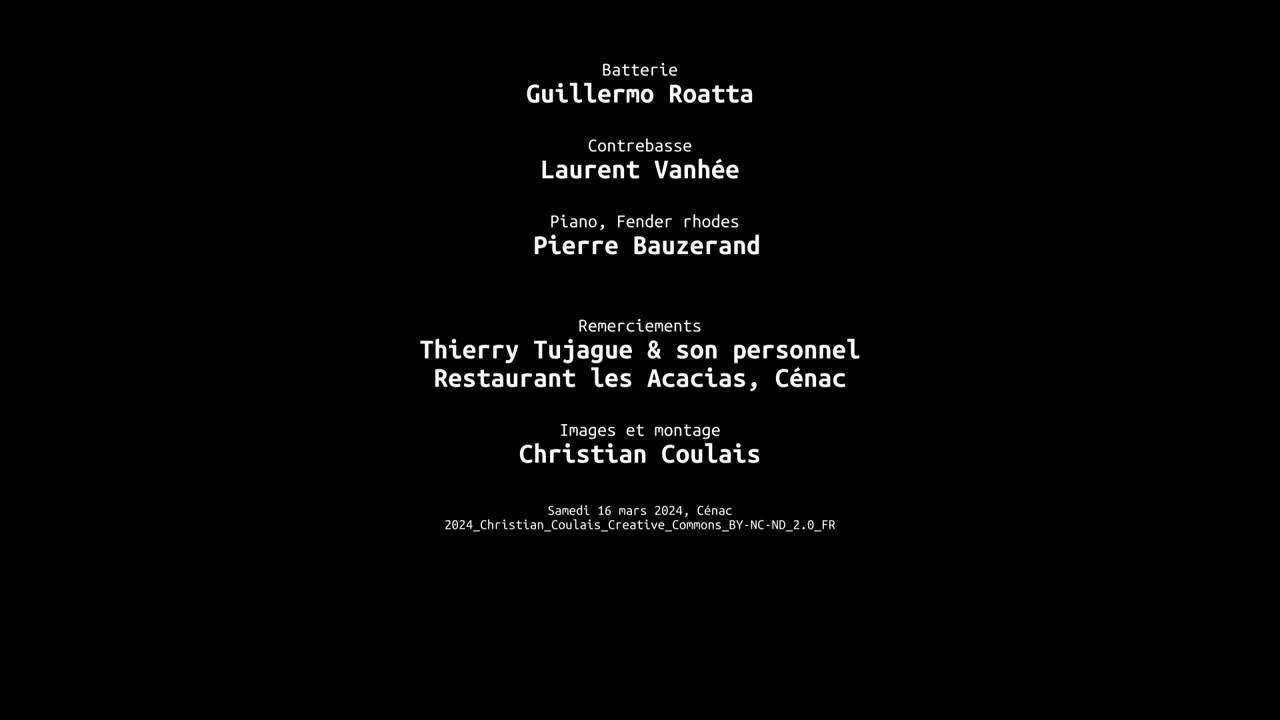 Batterie
Guillermo Roatta
Contrebasse
Laurent Vanhée
Piano, Fender rhodes
Pierre Bauzerand
Remerciements
Thierry Tujague & son personnel
Restaurant les Acacias, Cénac
Images et montage
Christian Coulais
Samedi 16 mars 2024, Cénac
2024_Christian_Coulais_Creative_Commons_BY-NC-ND_2.0_FR